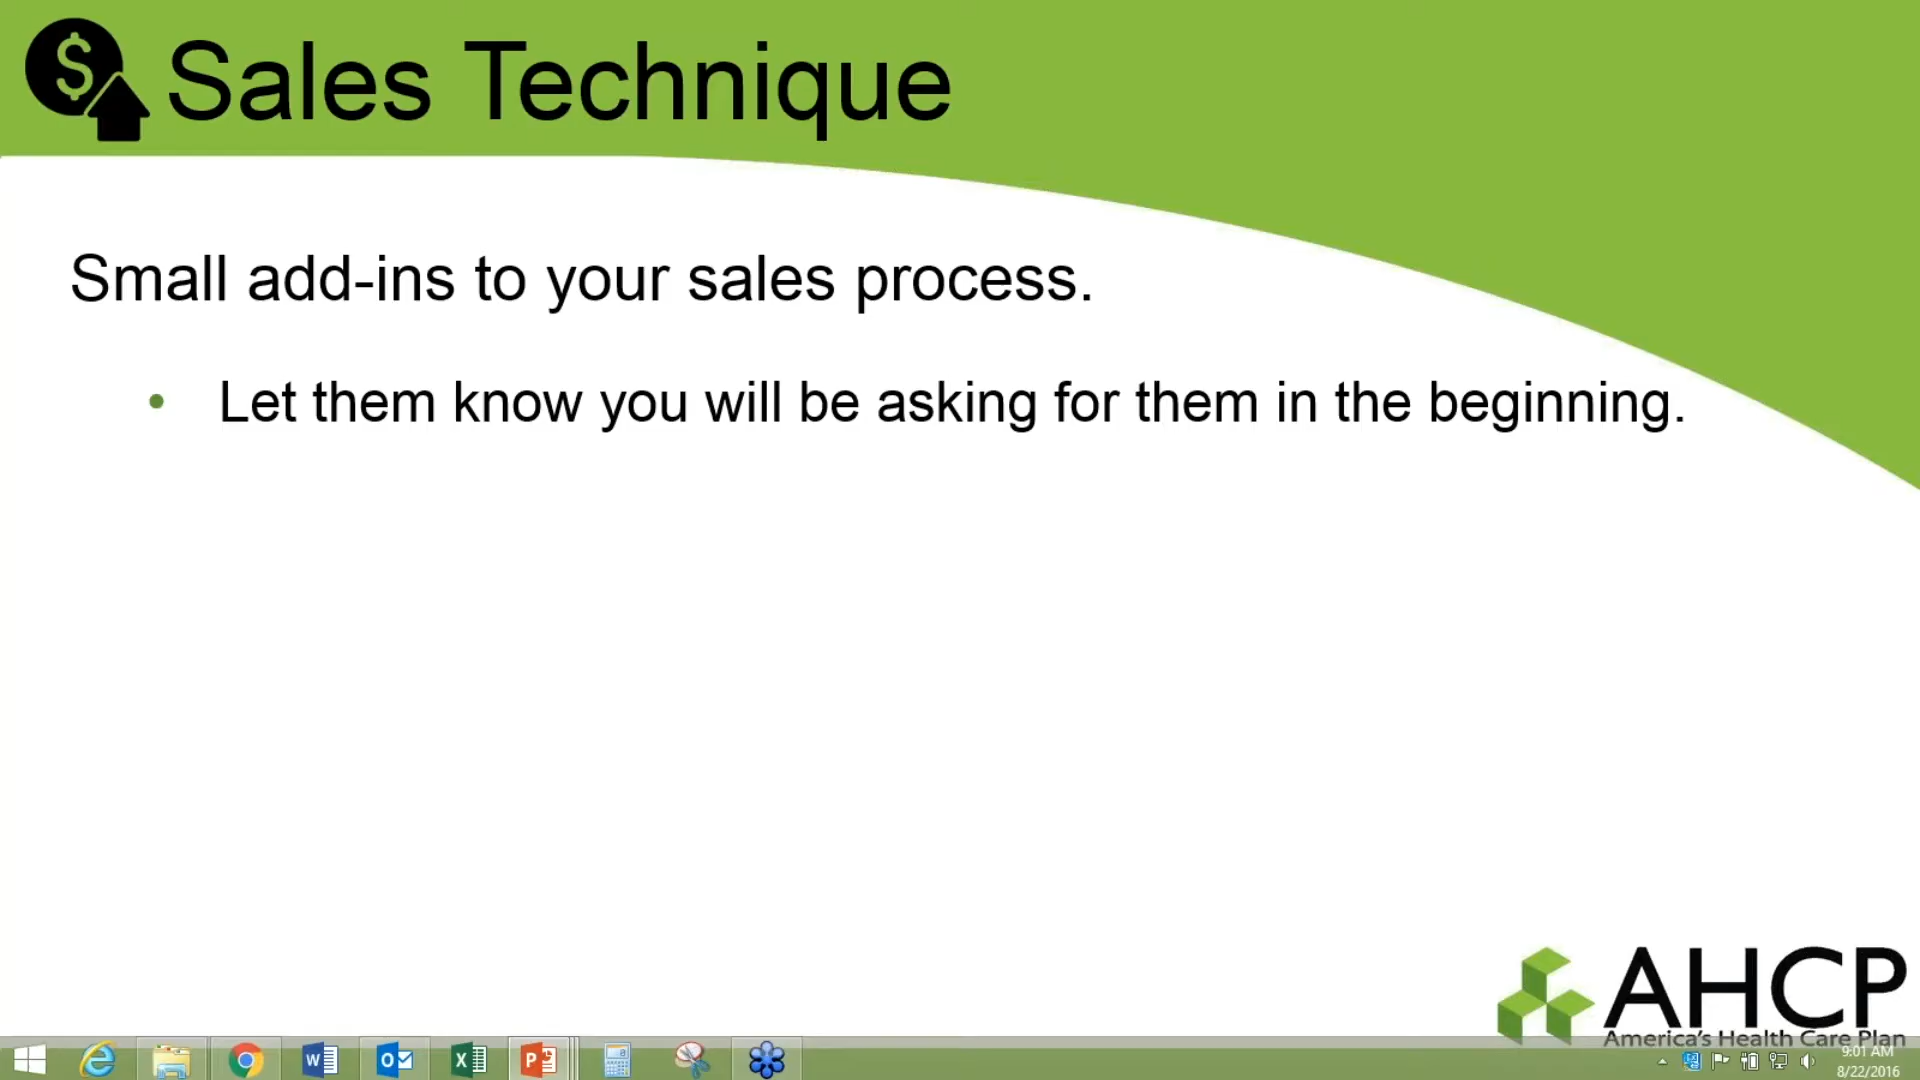 $ Sales Technique
Small add-ins to your sales process.
• Let them know you will be asking for them in the beginning.
AHCP
America's Health Care Plan
9:01 AM
8/22/2016